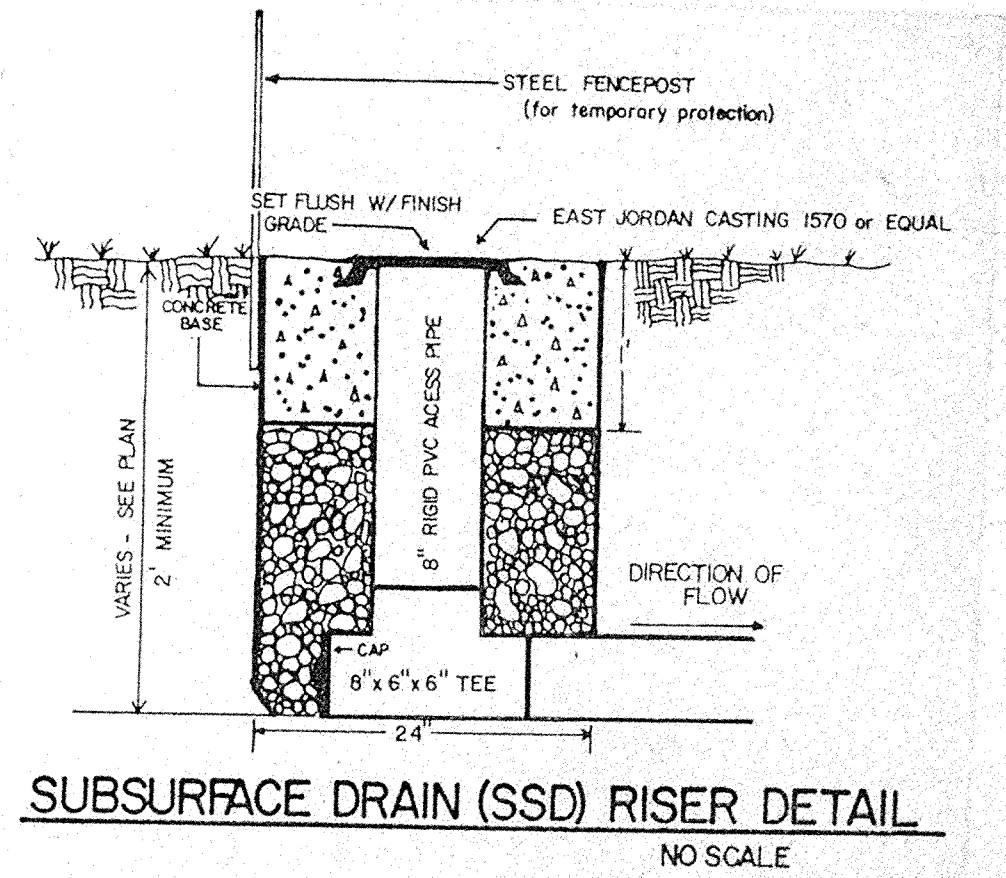 STEEL FENCEPOST
(for temporary protection)
SET FLUSH W/ FINISH
GRADE
EAST JORDAN CASTING 1570 or EQUAL
CONCRETE
BASE
8" RIGID PVC ACESS PIPE
1'
VARIES - SEE PLAN
2' MINIMUM
DIRECTION OF
FLOW
CAP
8" x 6" x 6" TEE
24"
SUBSURFACE DRAIN (SSD) RISER DETAIL
NO SCALE